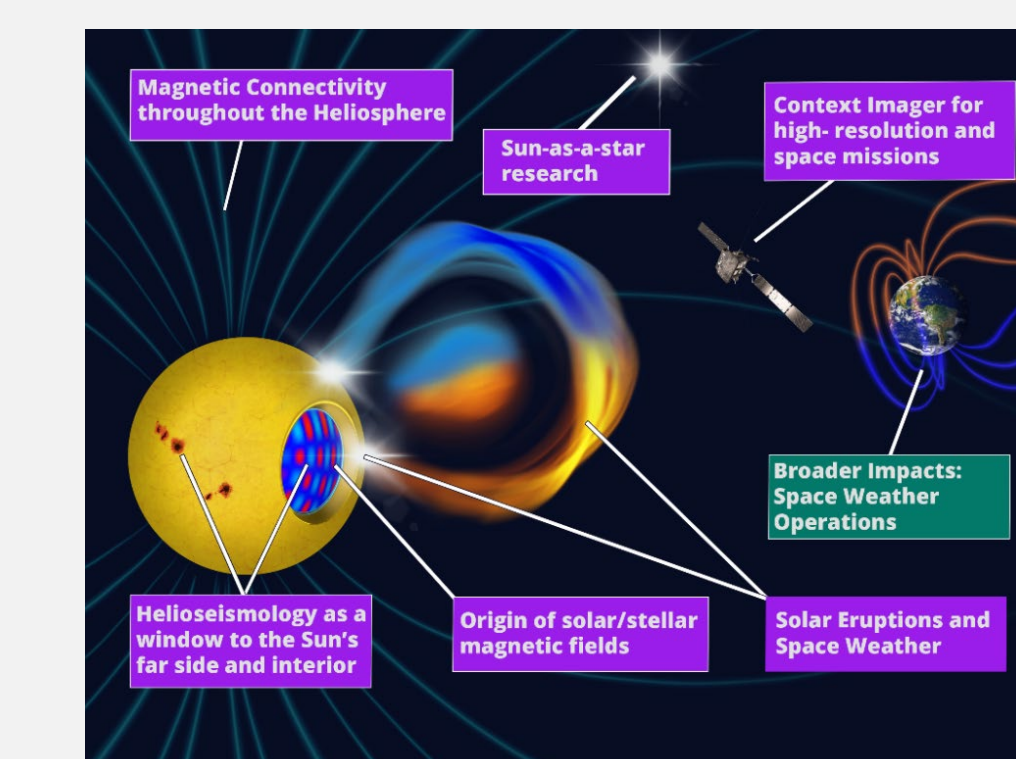 Magnetic Connectivity
throughout the Heliosphere
Sun-as-a-star
research
Context Imager for
high- resolution and
space missions
Broader Impacts:
Space Weather
Operations
Helioseismology as a
window to the Sun's
far side and interior
Origin of solar/stellar
magnetic fields
Solar Eruptions and
Space Weather